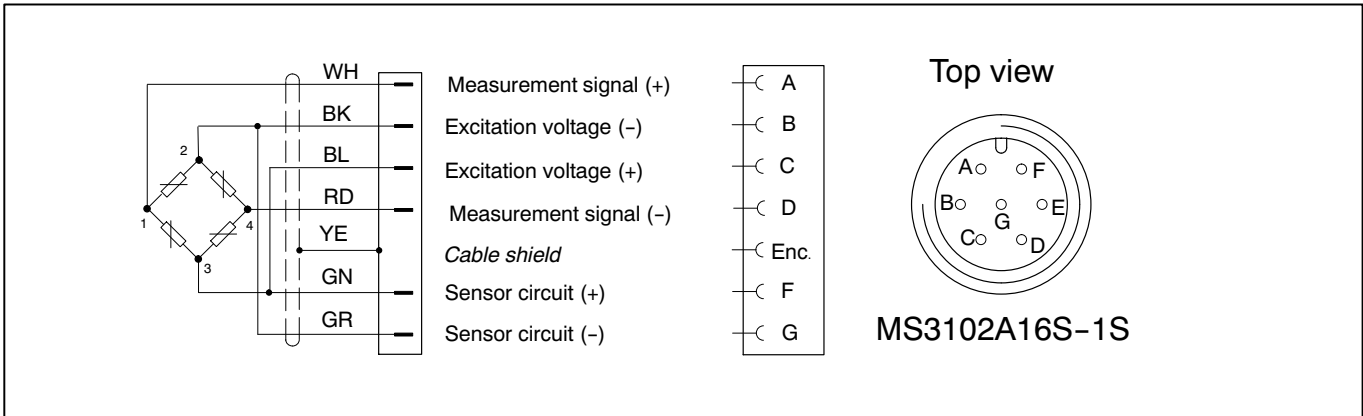 WH Measurement signal (+) A
BK Excitation voltage (−) B
BL Excitation voltage (+) C
RD Measurement signal (−) D
YE Cable shield Enc.
GN Sensor circuit (+) F
GR Sensor circuit (−) G
2
1 4
3
Top view
A F
B G E
C D
MS3102A16S−1S